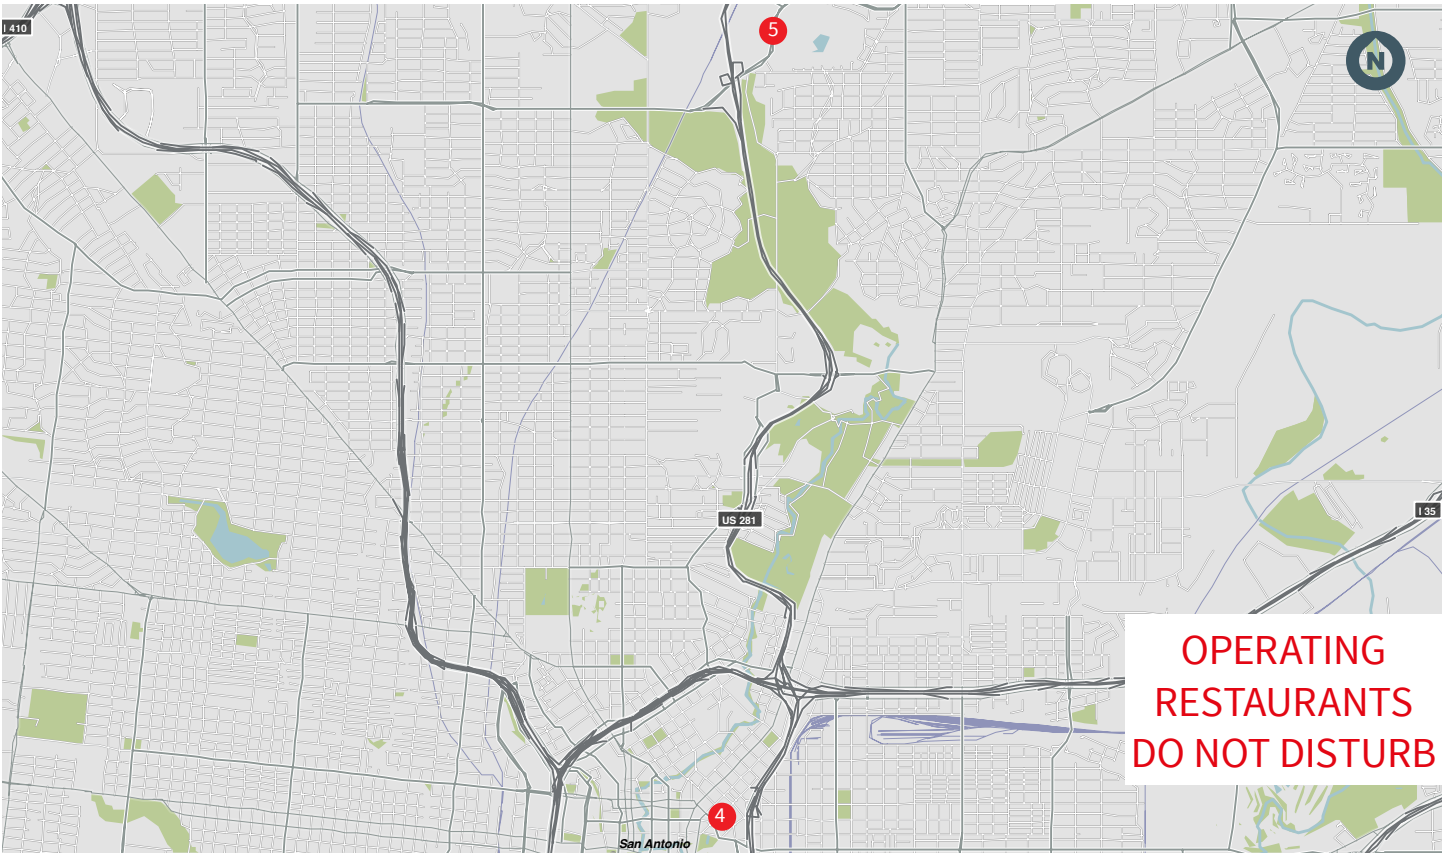 I 410
5
N
US 281
I 35
OPERATING
RESTAURANTS
DO NOT DISTURB
4
San Antonio